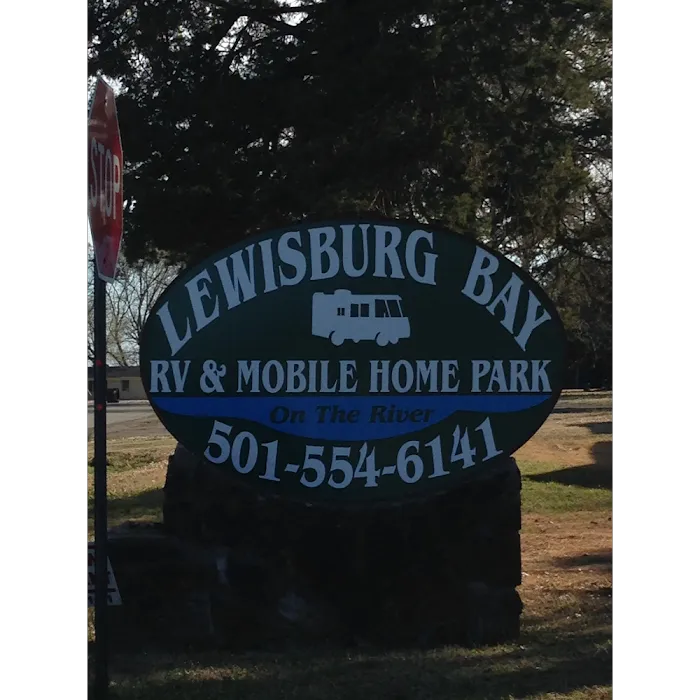 STOP
LEWISBURG BAY
RV & MOBILE HOME PARK
On The River
501-554-6141